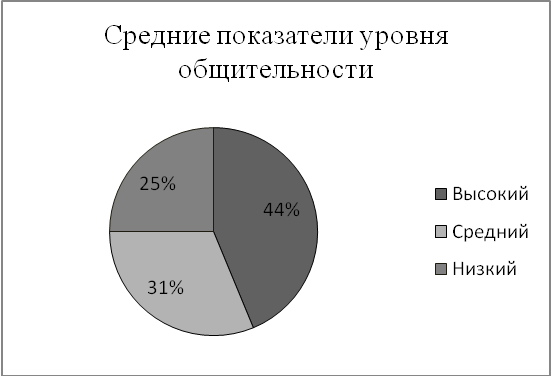 Средние показатели уровня
общительности
25%
44%
31%
Высокий
Средний
Низкий